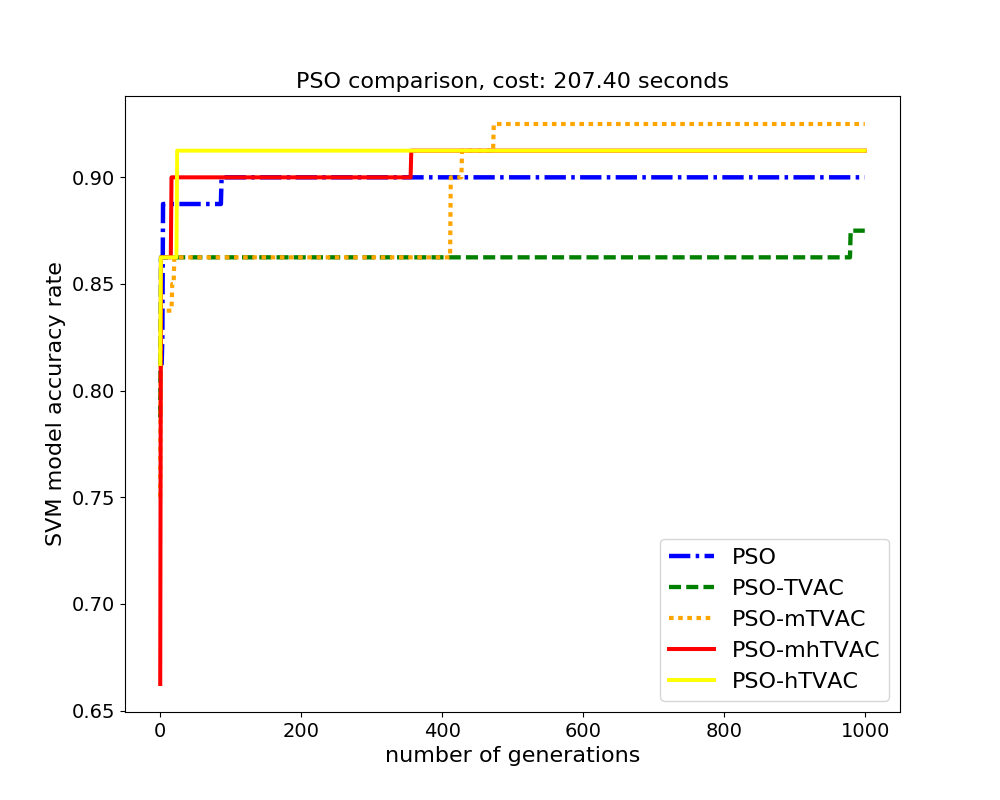 PSO comparison, cost: 207.40 seconds
SVM model accuracy rate
0.90
0.85
0.80
0.75
0.70
0.65
0 200 400 600 800 1000
number of generations
PSO
PSO-TVAC
PSO-mTVAC
PSO-mhTVAC
PSO-hTVAC